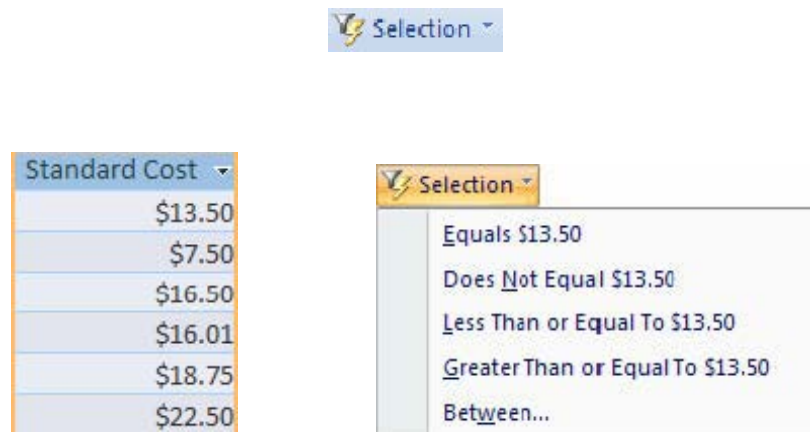 Selection
Standard Cost
$13.50
$7.50
$16.50
$16.01
$18.75
$22.50
Selection
Equals $13.50
Does Not Equal $13.50
Less Than or Equal To $13.50
Greater Than or Equal To $13.50
Between...